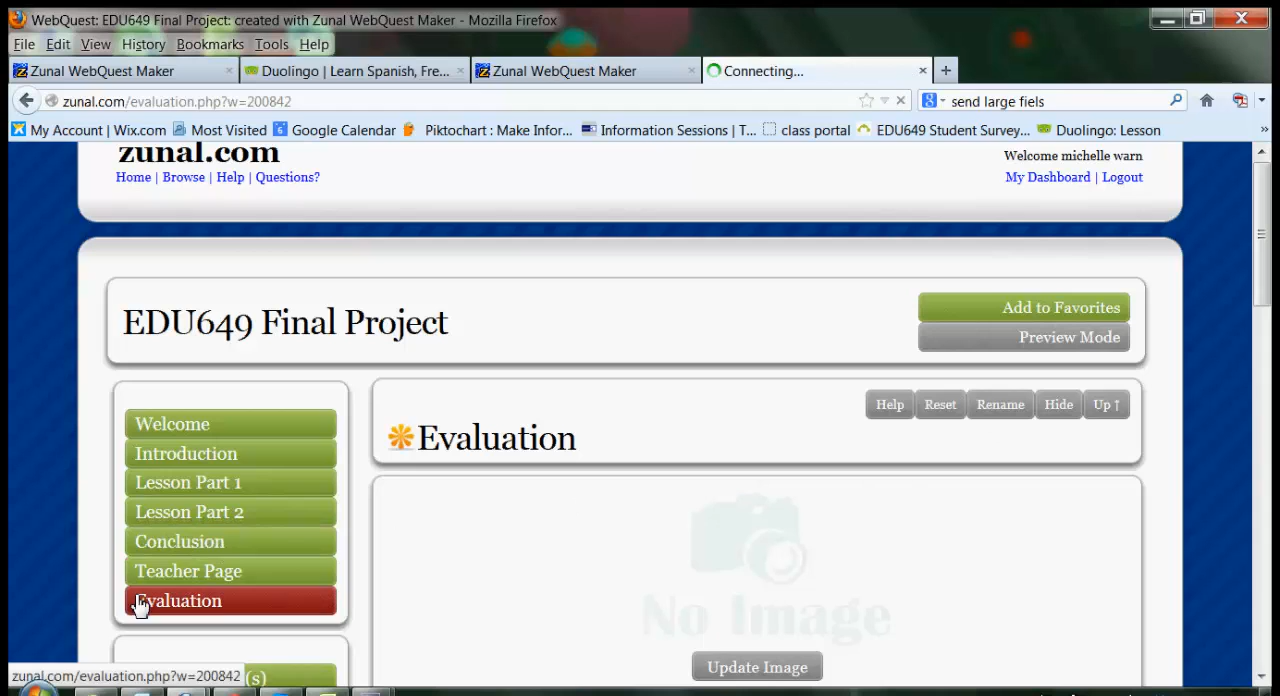 WebQuest: EDU649 Final Project: created with Zunal WebQuest Maker - Mozilla Firefox
File Edit View History Bookmarks Tools Help
Zunal WebQuest Maker × Duolingo | Learn Spanish, Fre... × Zunal WebQuest Maker × Connecting... × +
zunal.com/evaluation.php?w=200842 send large fiels
My Account | Wix.com Most Visited Google Calendar Piktochart : Make Infor... Information Sessions | T... class portal EDU649 Student Survey... Duolingo: Lesson »
zunal.com
Welcome michelle warn
Home | Browse | Help | Questions?
My Dashboard | Logout
EDU649 Final Project
Add to Favorites
Preview Mode
Welcome
Introduction
Lesson Part 1
Lesson Part 2
Conclusion
Teacher Page
Evaluation
Help Reset Rename Hide Up ↑
Evaluation
No Image
Update Image
zunal.com/evaluation.php?w=200842 (s)